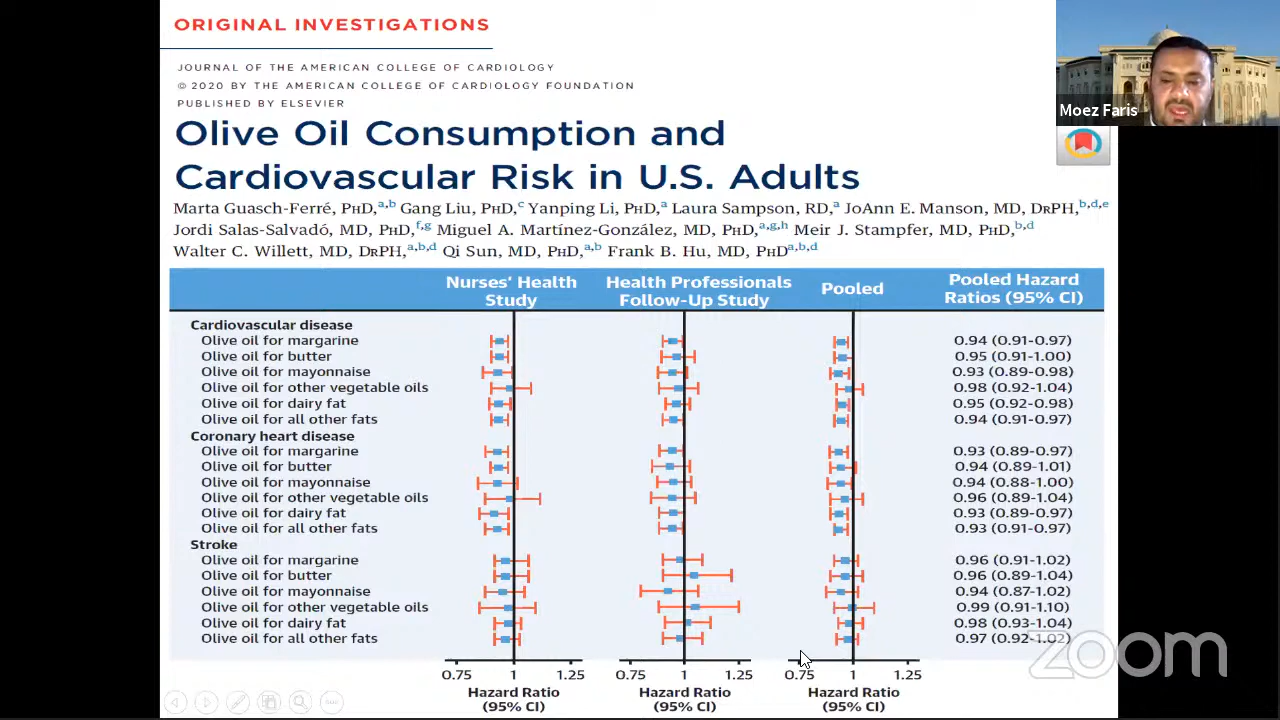 ORIGINAL INVESTIGATIONS
JOURNAL OF THE AMERICAN COLLEGE OF CARDIOLOGY
© 2020 BY THE AMERICAN COLLEGE OF CARDIOLOGY FOUNDATION
PUBLISHED BY ELSEVIER
Moez Faris
Olive Oil Consumption and
Cardiovascular Risk in U.S. Adults
Marta Guasch-Ferré, PhD,a,b Gang Liu, PhD,c Yanping Li, PhD,a Laura Sampson, RD,a JoAnn E. Manson, MD, DrPH,b,d,e
Jordi Salas-Salvadó, MD, PhD,f,g Miguel A. Martínez-González, MD, PhD,a,g,h Meir J. Stampfer, MD, PhD,b,d
Walter C. Willett, MD, DrPH,a,b,d Qi Sun, MD, PhD,a,b Frank B. Hu, MD, PhDa,b,d
Nurses' Health Study Health Professionals Follow-Up Study Pooled Pooled Hazard Ratios (95% CI)
Cardiovascular disease
Olive oil for margarine 0.94 (0.91-0.97)
Olive oil for butter 0.95 (0.91-1.00)
Olive oil for mayonnaise 0.93 (0.89-0.98)
Olive oil for other vegetable oils 0.98 (0.92-1.04)
Olive oil for dairy fat 0.95 (0.92-0.98)
Olive oil for all other fats 0.94 (0.91-0.97)
Coronary heart disease
Olive oil for margarine 0.93 (0.89-0.97)
Olive oil for butter 0.94 (0.89-1.01)
Olive oil for mayonnaise 0.94 (0.88-1.00)
Olive oil for other vegetable oils 0.96 (0.89-1.04)
Olive oil for dairy fat 0.93 (0.89-0.97)
Olive oil for all other fats 0.93 (0.91-0.97)
Stroke
Olive oil for margarine 0.96 (0.91-1.02)
Olive oil for butter 0.96 (0.89-1.04)
Olive oil for mayonnaise 0.94 (0.87-1.02)
Olive oil for other vegetable oils 0.99 (0.91-1.10)
Olive oil for dairy fat 0.98 (0.93-1.04)
Olive oil for all other fats 0.97 (0.92-1.02)
0.75 1 1.25 0.75 1 1.25 0.75 1 1.25
Hazard Ratio (95% CI) Hazard Ratio (95% CI) Hazard Ratio (95% CI)
zoom